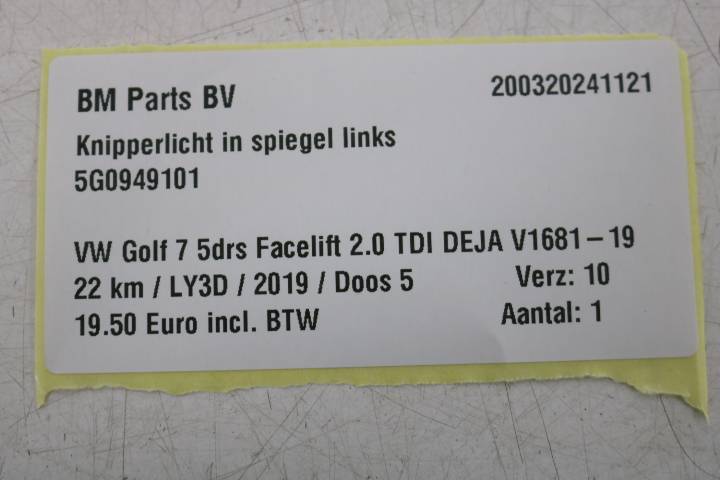 BM Parts BV 200320241121
Knipperlicht in spiegel links
5G0949101
VW Golf 7 5drs Facelift 2.0 TDI DEJA V1681-19
22 km / LY3D / 2019 / Doos 5 Verz: 10
19.50 Euro incl. BTW Aantal: 1